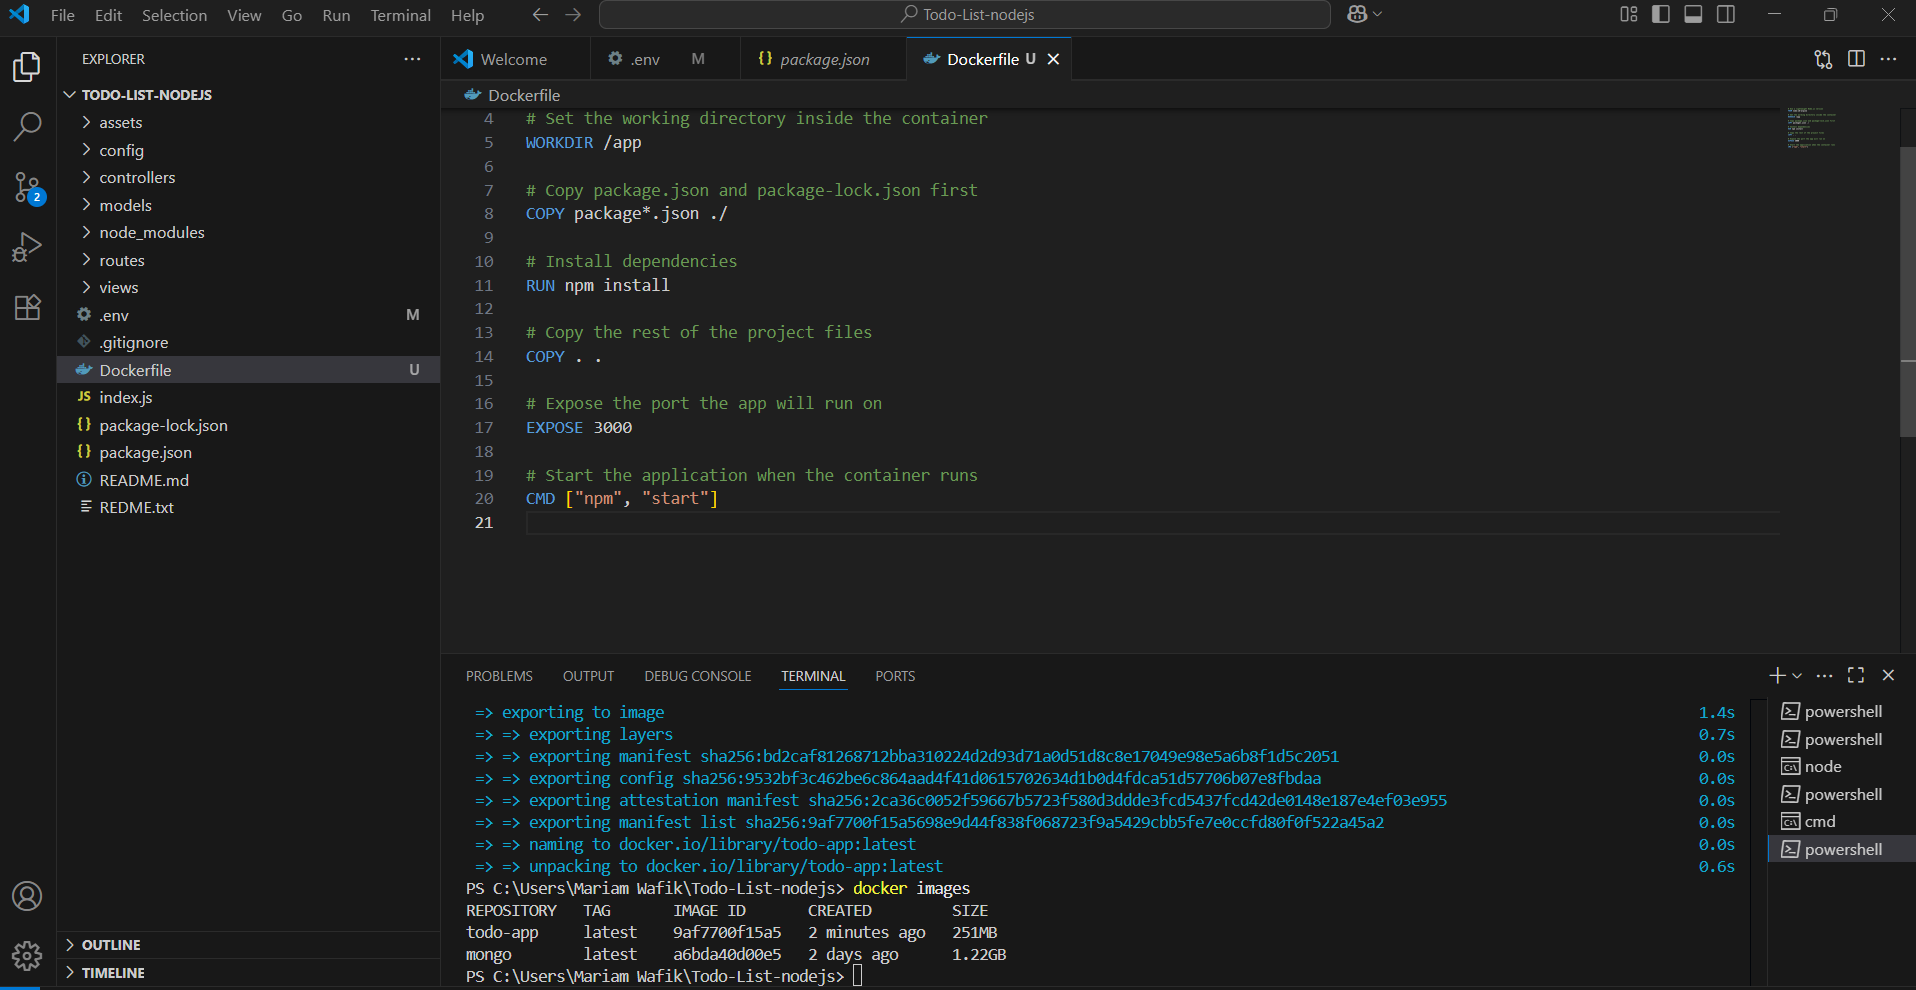 File Edit Selection View Go Run Terminal Help
Todo-List-nodejs
EXPLORER
TODO-LIST-NODEJS
assets
config
controllers
models
node_modules
routes
views
.env M
.gitignore
Dockerfile U
JS index.js
{} package-lock.json
{} package.json
README.md
REDME.txt
OUTLINE
TIMELINE
2
Welcome
.env M
{} package.json
Dockerfile U
Dockerfile
4 # Set the working directory inside the container
5 WORKDIR /app
6
7 # Copy package.json and package-lock.json first
8 COPY package*.json ./
9
10 # Install dependencies
11 RUN npm install
12
13 # Copy the rest of the project files
14 COPY . .
15
16 # Expose the port the app will run on
17 EXPOSE 3000
18
19 # Start the application when the container runs
20 CMD ["npm", "start"]
21
PROBLEMS OUTPUT DEBUG CONSOLE TERMINAL PORTS
=> exporting to image 1.4s
=> => exporting layers 0.7s
=> => exporting manifest sha256:bd2caf81268712bba310224d2d93d71a0d51d8c8e17049e98e5a6b8f1d5c2051 0.0s
=> => exporting config sha256:9532bf3c462be6c864aad4f41d0615702634d1b0d4fdca51d57706b07e8fbdaa 0.0s
=> => exporting attestation manifest sha256:2ca36c0052f59667b5723f580d3ddde3fcd5437fcd42de0148e187e4ef03e955 0.0s
=> => exporting manifest list sha256:9af7700f15a5698e9d44f838f068723f9a5429cbb5fe7e0ccfd80f0f522a45a2 0.0s
=> => naming to docker.io/library/todo-app:latest 0.0s
=> => unpacking to docker.io/library/todo-app:latest 0.6s
PS C:\Users\Mariam Wafik\Todo-List-nodejs> docker images
REPOSITORY TAG IMAGE ID CREATED SIZE
todo-app latest 9af7700f15a5 2 minutes ago 251MB
mongo latest a6bda40d00e5 2 days ago 1.22GB
PS C:\Users\Mariam Wafik\Todo-List-nodejs>
powershell
powershell
node
powershell
cmd
powershell